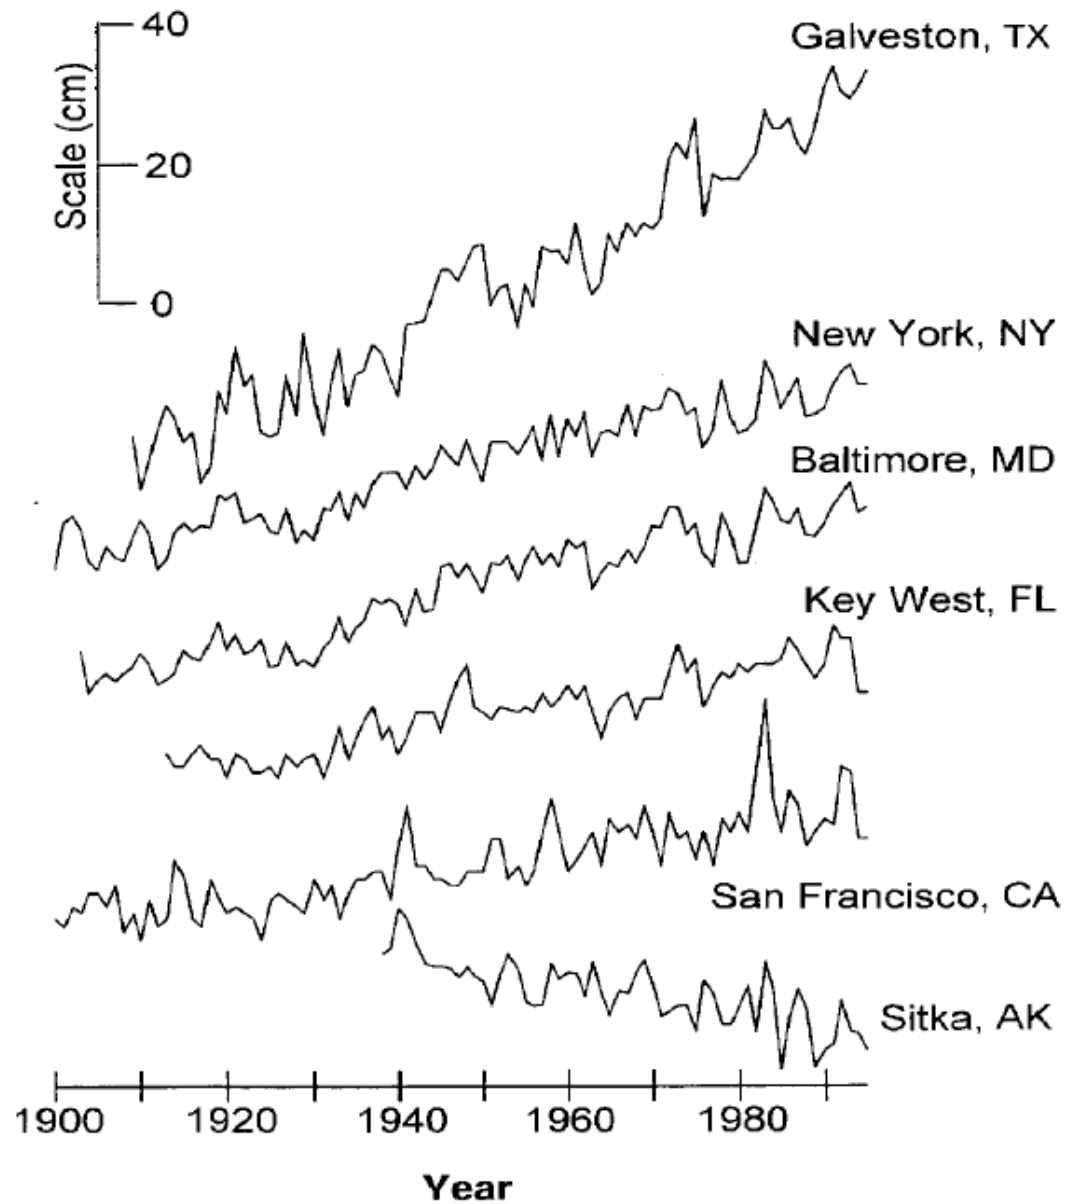 40
Galveston, TX
Scale (cm)
20
0
New York, NY
Baltimore, MD
Key West, FL
San Francisco, CA
Sitka, AK
1900 1920 1940 1960 1980
Year